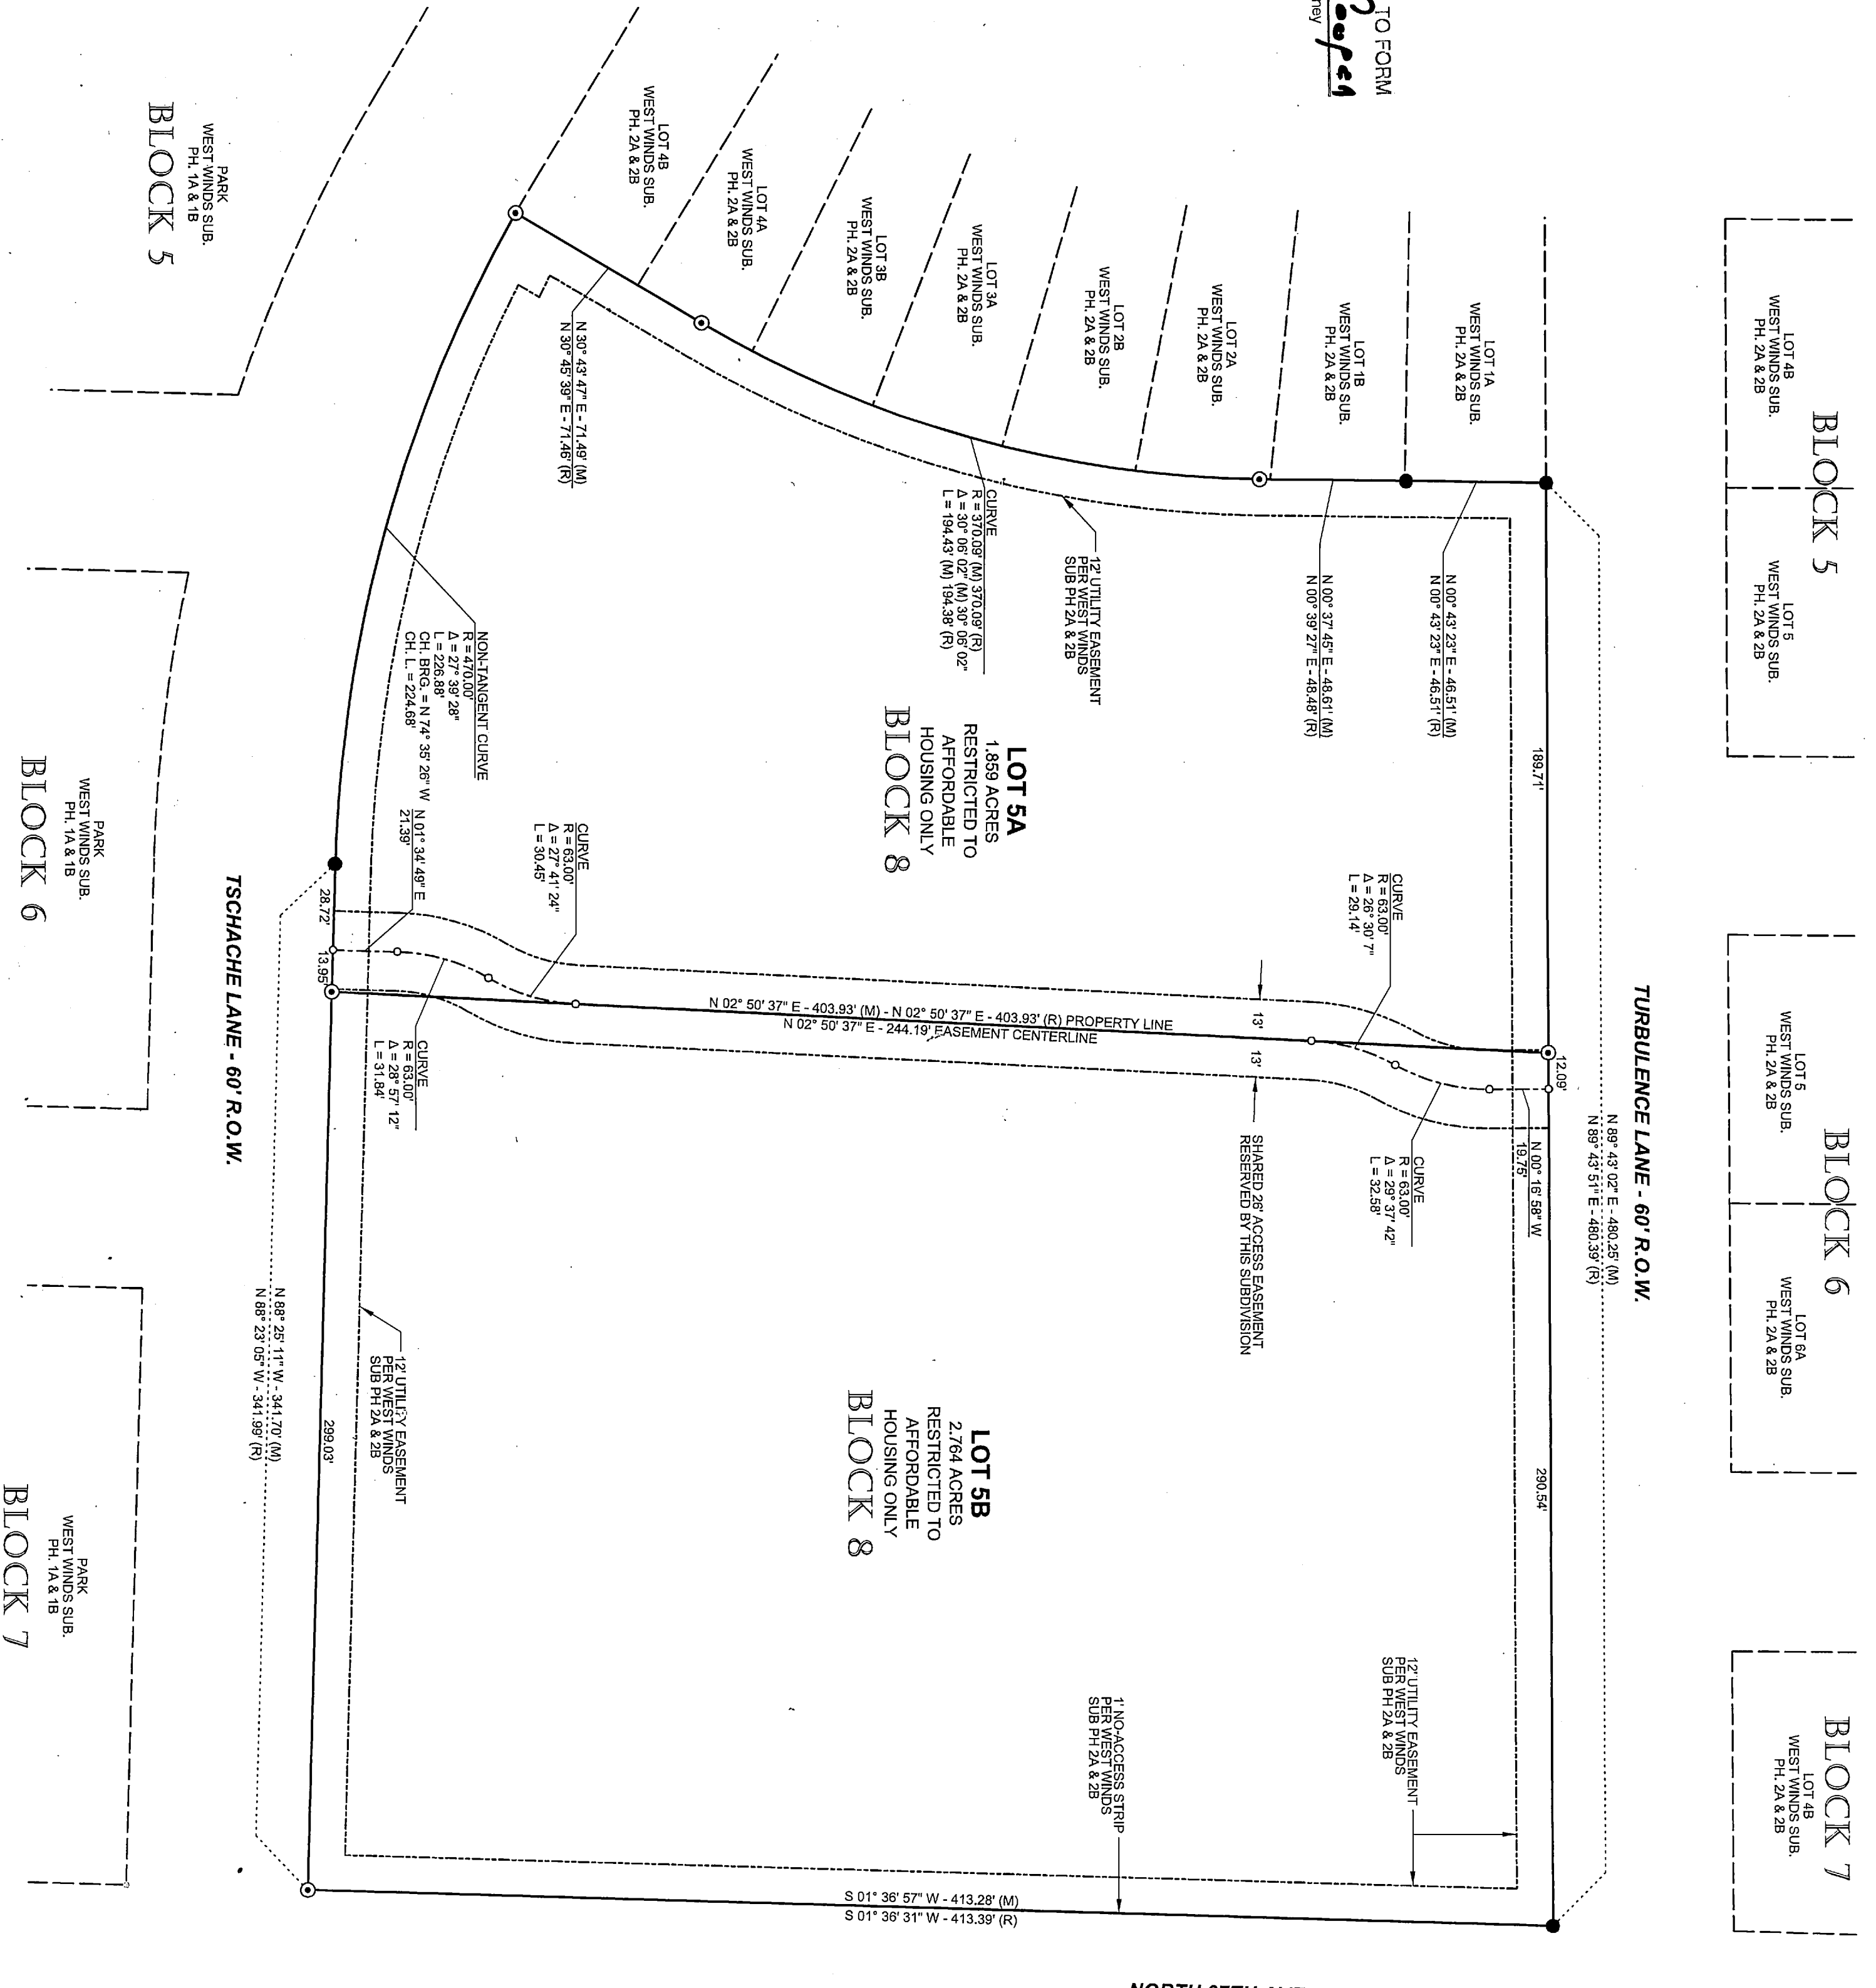 TO FORM
BLOCK 5
LOT 4B
WEST WINDS SUB.
PH. 2A & 2B
LOT 5
WEST WINDS SUB.
PH. 2A & 2B
BLOCK 6
LOT 5
WEST WINDS SUB.
PH. 2A & 2B
LOT 6A
WEST WINDS SUB.
PH. 2A & 2B
BLOCK 7
LOT 4B
WEST WINDS SUB.
PH. 2A & 2B
TURBULENCE LANE - 60' R.O.W.
N 89° 43' 02" E - 480.25' (M)
N 89° 43' 51" E - 480.39' (R)
189.71'
12.09'
290.54'
LOT 1A
WEST WINDS SUB.
PH. 2A & 2B
LOT 1B
WEST WINDS SUB.
PH. 2A & 2B
LOT 2A
WEST WINDS SUB.
PH. 2A & 2B
LOT 2B
WEST WINDS SUB.
PH. 2A & 2B
LOT 3A
WEST WINDS SUB.
PH. 2A & 2B
LOT 3B
WEST WINDS SUB.
PH. 2A & 2B
LOT 4A
WEST WINDS SUB.
PH. 2A & 2B
LOT 4B
WEST WINDS SUB.
PH. 2A & 2B
N 00° 43' 23" E - 46.51' (M)
N 00° 43' 23" E - 46.51' (R)
N 00° 37' 45" E - 48.61' (M)
N 00° 39' 27" E - 48.48' (R)
12' UTILITY EASEMENT
PER WEST WINDS
SUB PH 2A & 2B
CURVE
R = 370.09' (M) 370.09' (R)
Δ = 30° 06' 02" (M) 30° 06' 02"
L = 194.43' (M) 194.38' (R)
N 30° 43' 47" E - 71.49' (M)
N 30° 45' 39" E - 71.46' (R)
LOT 5A
1.859 ACRES
RESTRICTED TO
AFFORDABLE
HOUSING ONLY
BLOCK 8
CURVE
R = 63.00'
Δ = 26° 30' 7"
L = 29.14'
N 00° 16' 58" W
19.75'
CURVE
R = 63.00'
Δ = 29° 37' 42"
L = 32.58'
13'
13'
SHARED 26' ACCESS EASEMENT
RESERVED BY THIS SUBDIVISION
N 02° 50' 37" E - 403.93' (M) - N 02° 50' 37" E - 403.93' (R) PROPERTY LINE
N 02° 50' 37" E - 244.19' EASEMENT CENTERLINE
CURVE
R = 63.00'
Δ = 27° 41' 24"
L = 30.45'
NON-TANGENT CURVE
R = 470.00'
Δ = 27° 39' 28"
L = 226.88'
CH. BRG. = N 74° 35' 26" W
CH. L. = 224.68'
N 01° 34' 49" E
21.39'
CURVE
R = 63.00'
Δ = 28° 57' 12"
L = 31.84'
LOT 5B
2.764 ACRES
RESTRICTED TO
AFFORDABLE
HOUSING ONLY
BLOCK 8
12' UTILITY EASEMENT
PER WEST WINDS
SUB PH 2A & 2B
1' NO-ACCESS STRIP
PER WEST WINDS
SUB PH 2A & 2B
12' UTILITY EASEMENT
PER WEST WINDS
SUB PH 2A & 2B
S 01° 36' 57" W - 413.28' (M)
S 01° 36' 31" W - 413.39' (R)
28.72'
13.95'
299.03'
N 88° 25' 11" W - 341.70' (M)
N 88° 23' 05" W - 341.99' (R)
TSCHACHE LANE - 60' R.O.W.
PARK
WEST WINDS SUB.
PH. 1A & 1B
BLOCK 5
PARK
WEST WINDS SUB.
PH. 1A & 1B
BLOCK 6
PARK
WEST WINDS SUB.
PH. 1A & 1B
BLOCK 7